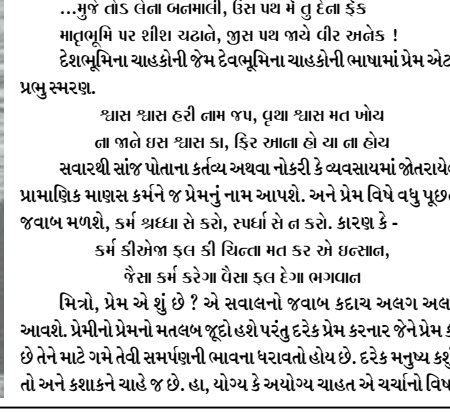 ...મુજે તોડ લેના બનમાલી, ઉસ પથ મેં તુ દેના ફેંક
માતૃભૂમિ પર શીશ ચઢાને, જીસ પથ જાયે વીર અનેક !
દેશભૂમિના ચાહકોની જેમ દેવભૂમિના ચાહકોની ભાષામાં પ્રેમ એટ
પ્રભુ સ્મરણ.
શ્વાસ શ્વાસ હરી નામ જપ, વૃથા શ્વાસ મત ખોય
ના જાને ઇસ શ્વાસ કા, ફિર આના હો યા ના હોય
સવારથી સાંજ પોતાના કર્તવ્ય અથવા નોકરી કે વ્યવસાયમાં જોતરાયે
પ્રામાણિક માણસ કર્મને જ પ્રેમનું નામ આપશે. અને પ્રેમ વિષે વધુ પૂછ
જવાબ મળશે, કર્મ શ્રધ્ધા સે કરો, સ્પર્ધા સે ન કરો. કારણ કે -
કર્મ કીએજા ફલ કી ચિન્તા મત કર એ ઇન્સાન,
જૈસા કર્મ કરેગા વૈસા ફલ દેગા ભગવાન
મિત્રો, પ્રેમ એ શું છે ? એ સવાલનો જવાબ કદાચ અલગ અલ
આવશે. પ્રેમીનો પ્રેમનો મતલબ જૂદો હશે પરંતુ દરેક પ્રેમ કરનાર જેને પ્રેમ ક
છે તેને માટે ગમે તેવી સમર્પણની ભાવના ધરાવતો હોય છે. દરેક મનુષ્ય કશ
તો અને કશાકને ચાહે જ છે. હા, યોગ્ય કે અયોગ્ય ચાહત એ ચર્ચાનો વિષ